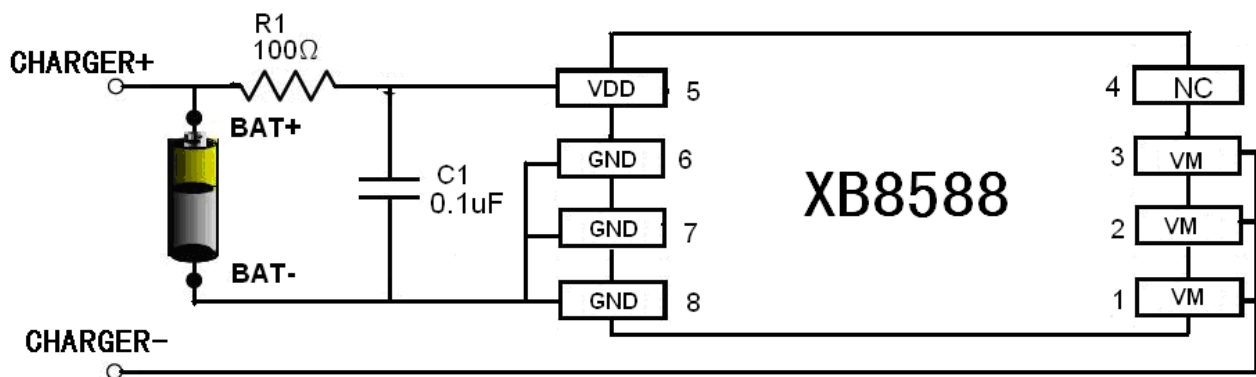 R1
100Ω
CHARGER+
BAT+
BAT-
C1
0.1uF
CHARGER-
VDD
5
GND
6
GND
7
GND
8
XB8588
4
NC
3
VM
2
VM
1
VM